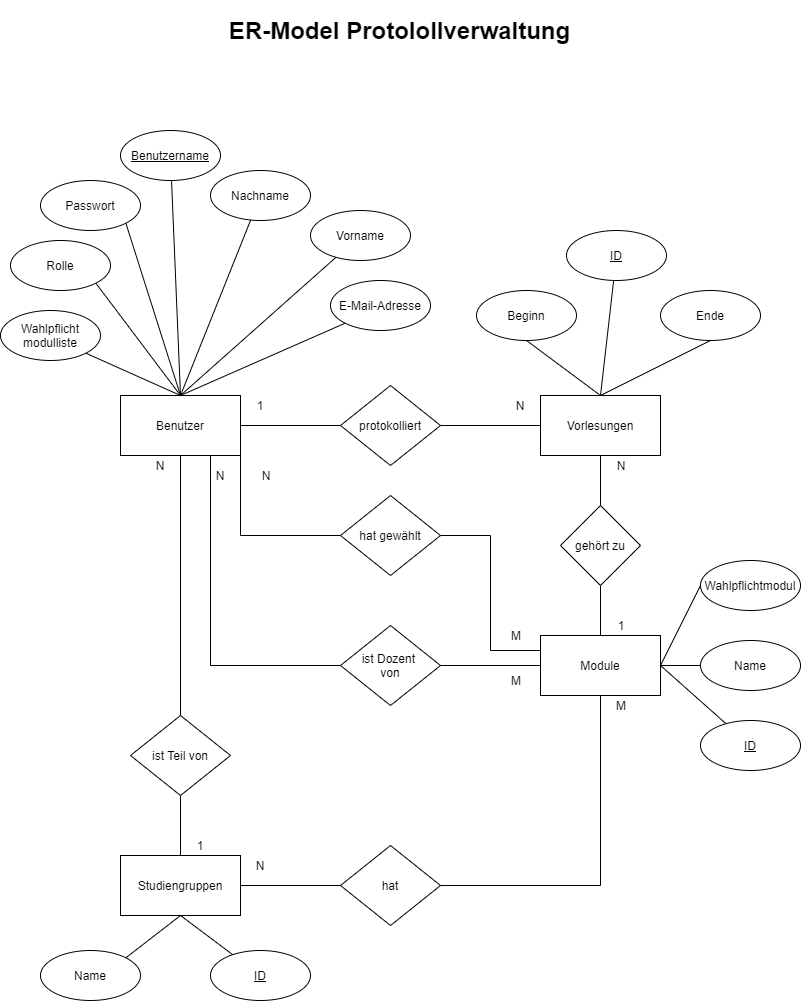 ER-Model Protolollverwaltung
Benutzername
Passwort
Nachname
Vorname
Rolle
ID
E-Mail-Adresse
Beginn
Ende
Wahlpflicht
modulliste
1
N
Benutzer
protokolliert
Vorlesungen
N
N
N
N
hat gewählt
gehört zu
Wahlpflichtmodul
1
M
ist Dozent
von
Module
Name
M
M
ID
ist Teil von
1
N
Studiengruppen
hat
Name
ID